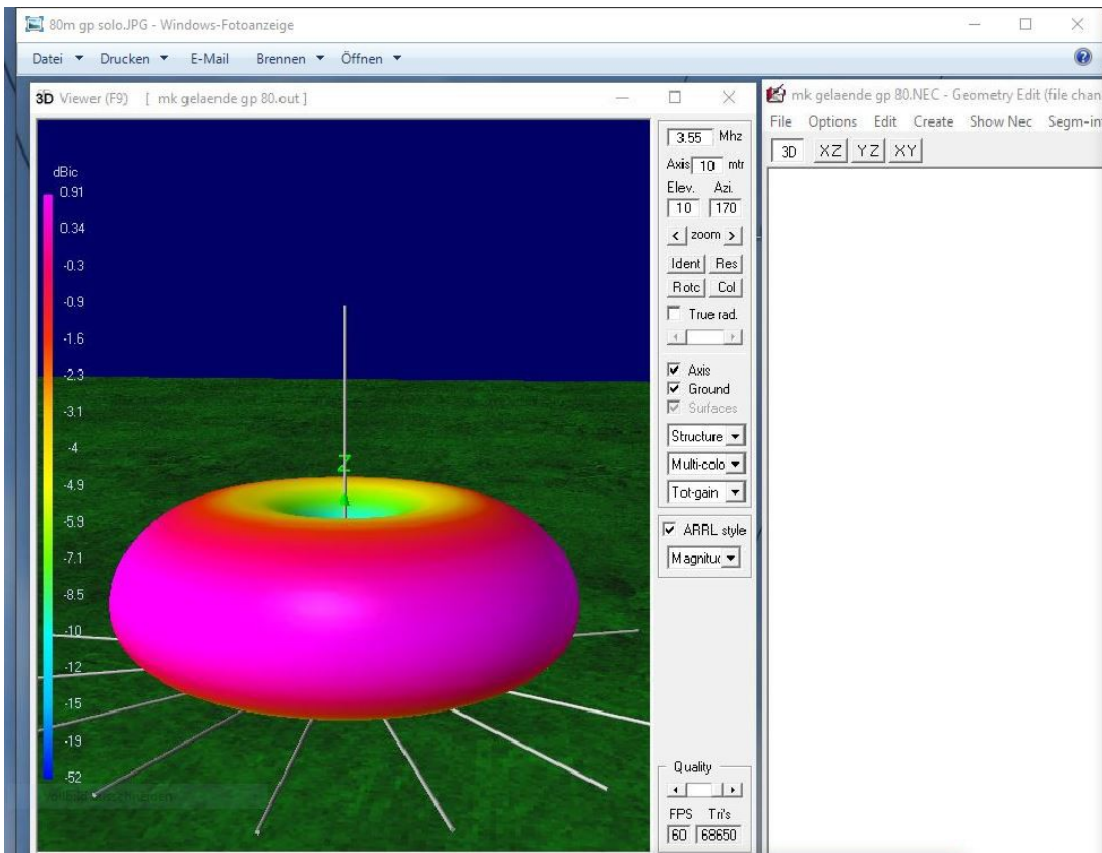 80m gp solo.JPG - Windows-Fotoanzeige
Datei Drucken E-Mail Brennen Öffnen
3D Viewer (F9) [ mk gelaende gp 80.out ]
dBic
0.91
0.34
-0.3
-0.9
-1.6
-2.3
-3.1
-4
-4.9
-5.9
-7.1
-8.5
-10
-12
-15
-19
-52
Z
3.55 Mhz
Axis 10 mtr
Elev. Azi.
10 170
< zoom >
Ident Res
Rotc Col
True rad.
Axis
Ground
Surfaces
Structure
Multi-colo
Tot-gain
ARRL style
Magnituc
Quality
FPS Tri's
60 68650
mk gelaende gp 80.NEC - Geometry Edit (file chan
File Options Edit Create Show Nec Segm-in
3D XZ YZ XY